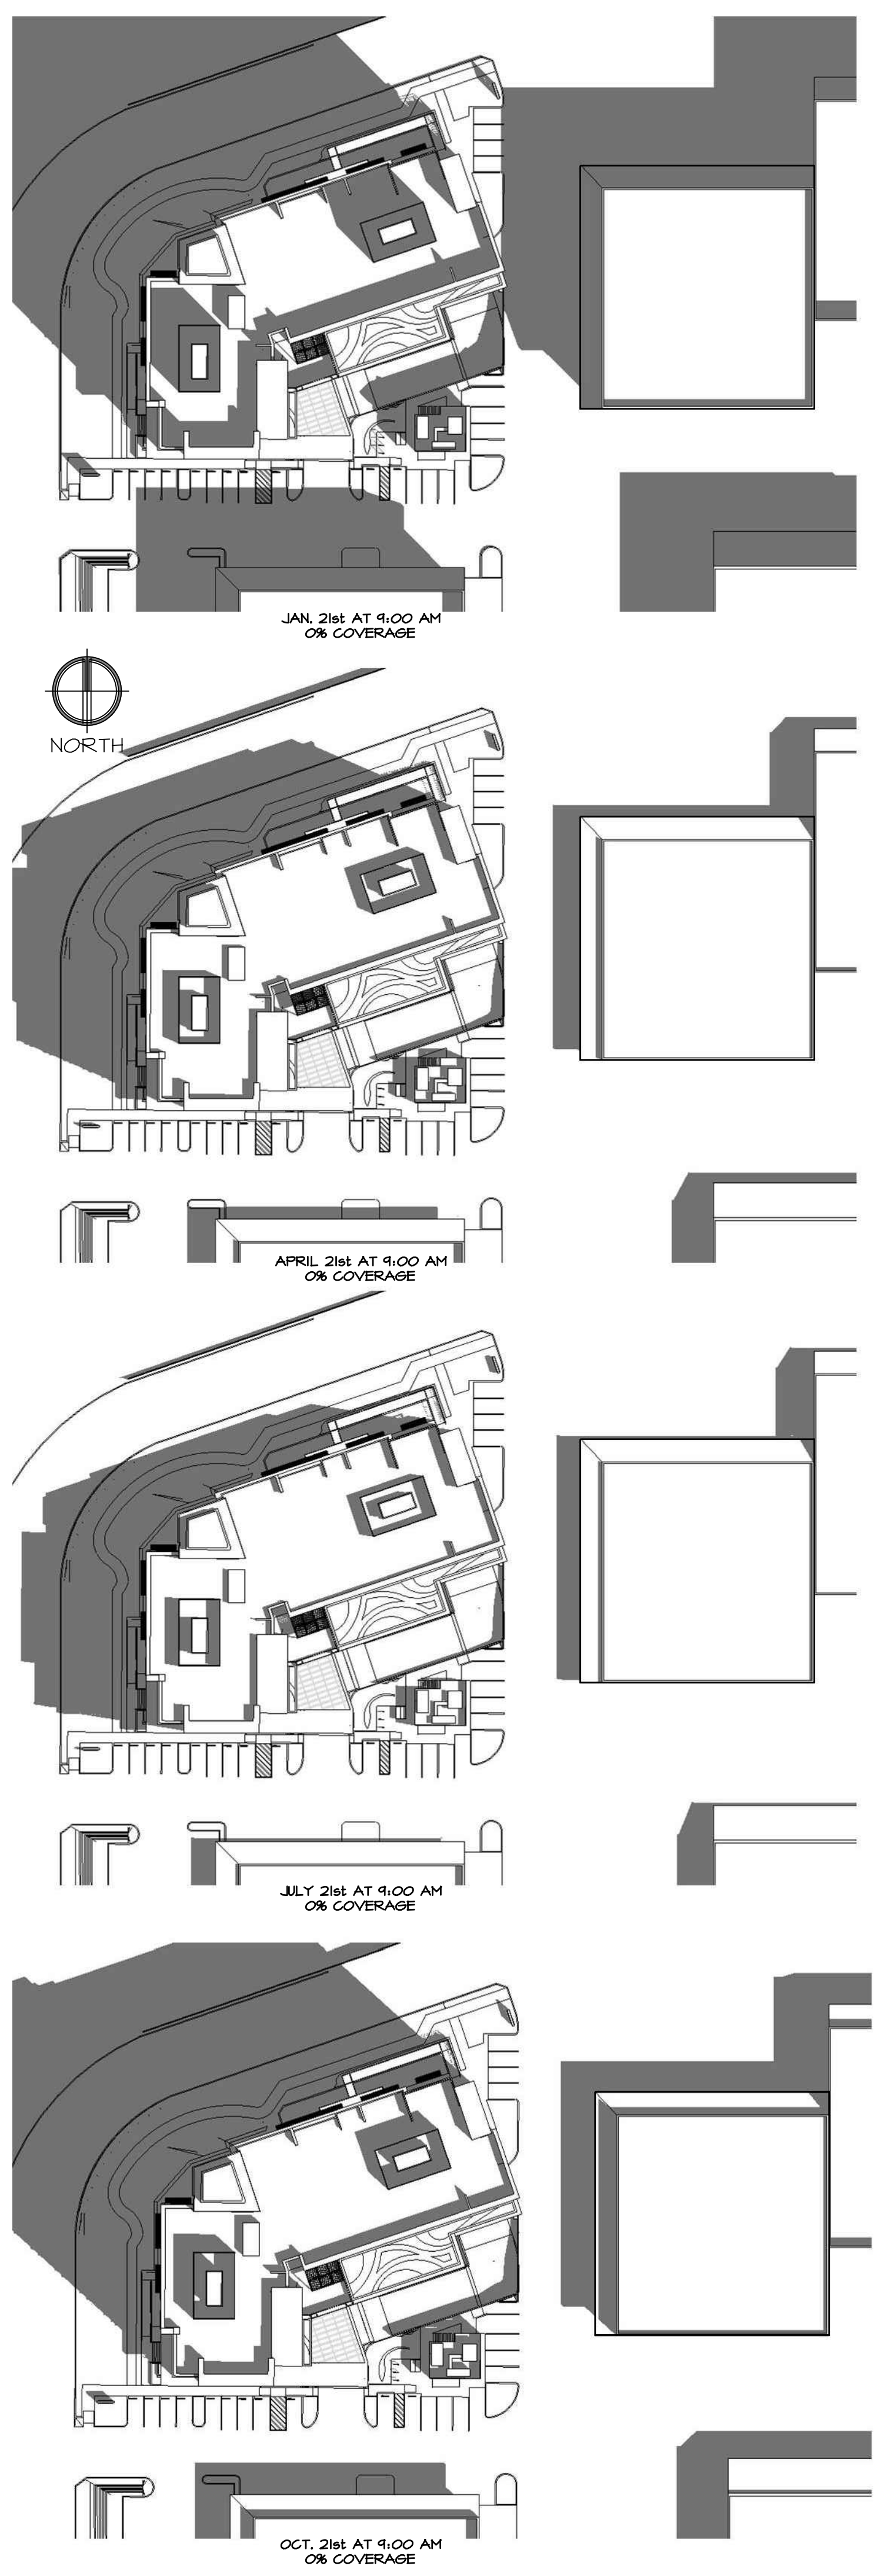 JAN. 21st AT 9:00 AM
0% COVERAGE
NORTH
APRIL 21st AT 9:00 AM
0% COVERAGE
JULY 21st AT 9:00 AM
0% COVERAGE
OCT. 21st AT 9:00 AM
0% COVERAGE